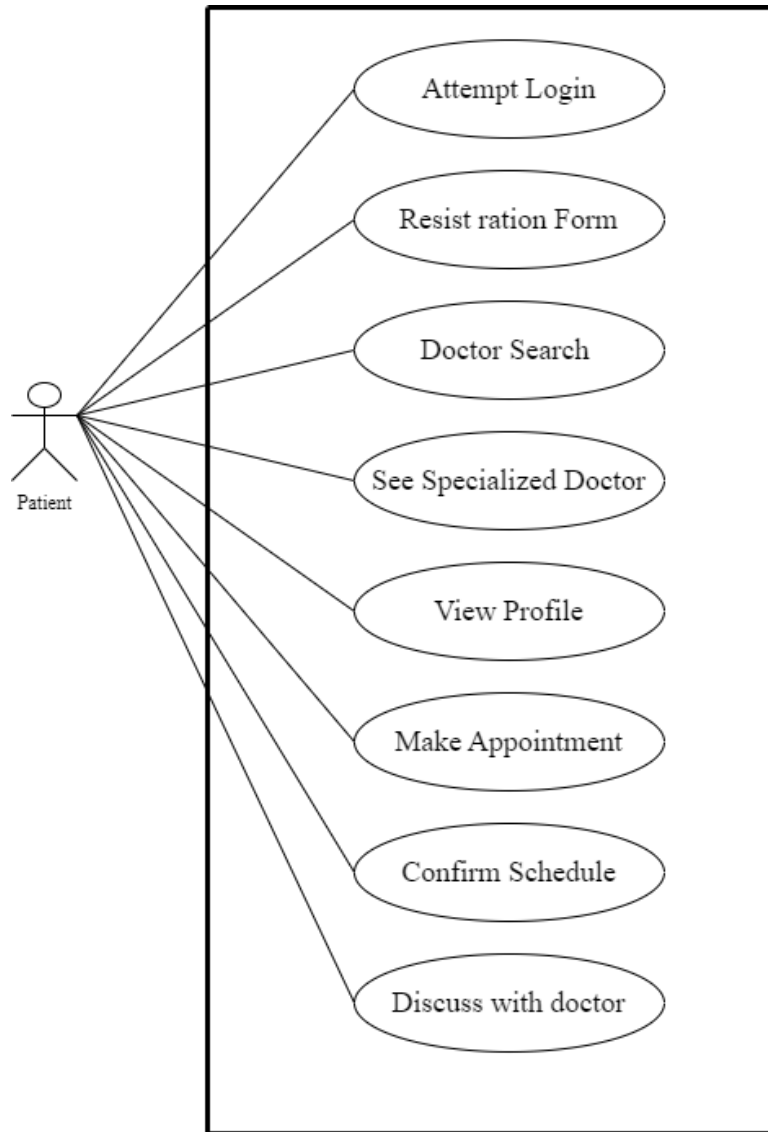 Attempt Login
Resist ration Form
Doctor Search
See Specialized Doctor
Patient
View Profile
Make Appointment
Confirm Schedule
Discuss with doctor